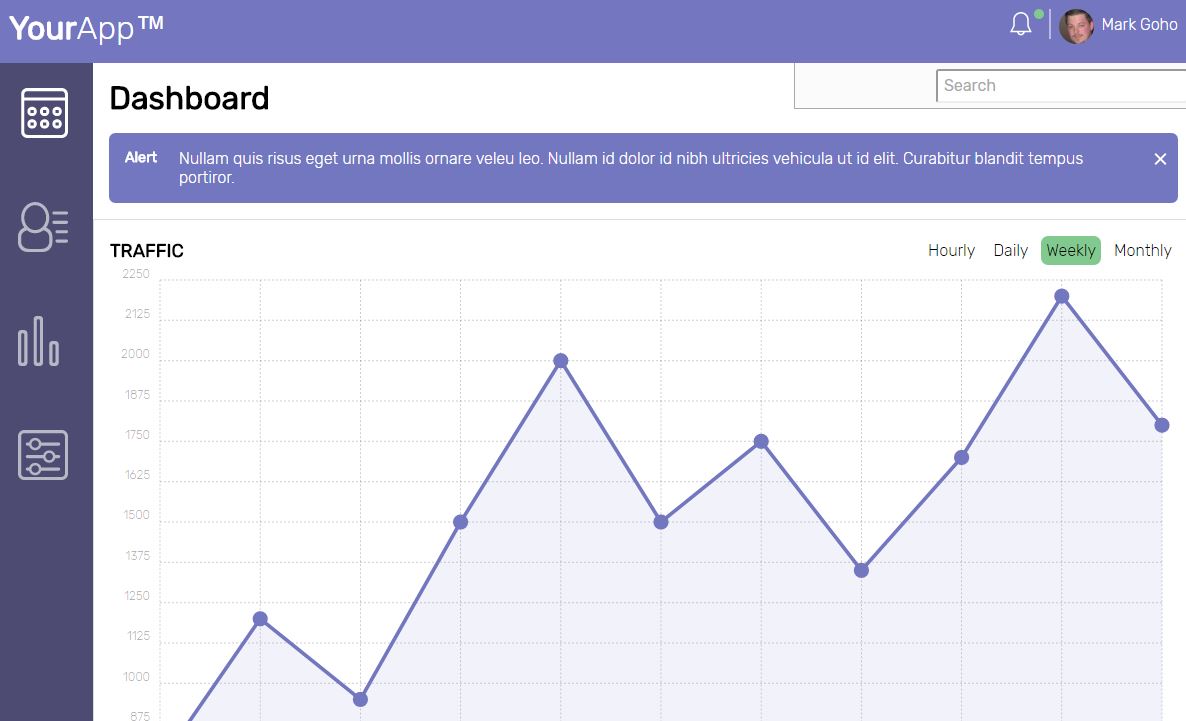 YourApp™
Mark Goho
Dashboard
Search
Alert
Nullam quis risus eget urna mollis ornare veleu leo. Nullam id dolor id nibh ultricies vehicula ut id elit. Curabitur blandit tempus
portiror.
TRAFFIC
Hourly Daily Weekly Monthly
2250
2125
2000
1875
1750
1625
1500
1375
1250
1125
1000
875